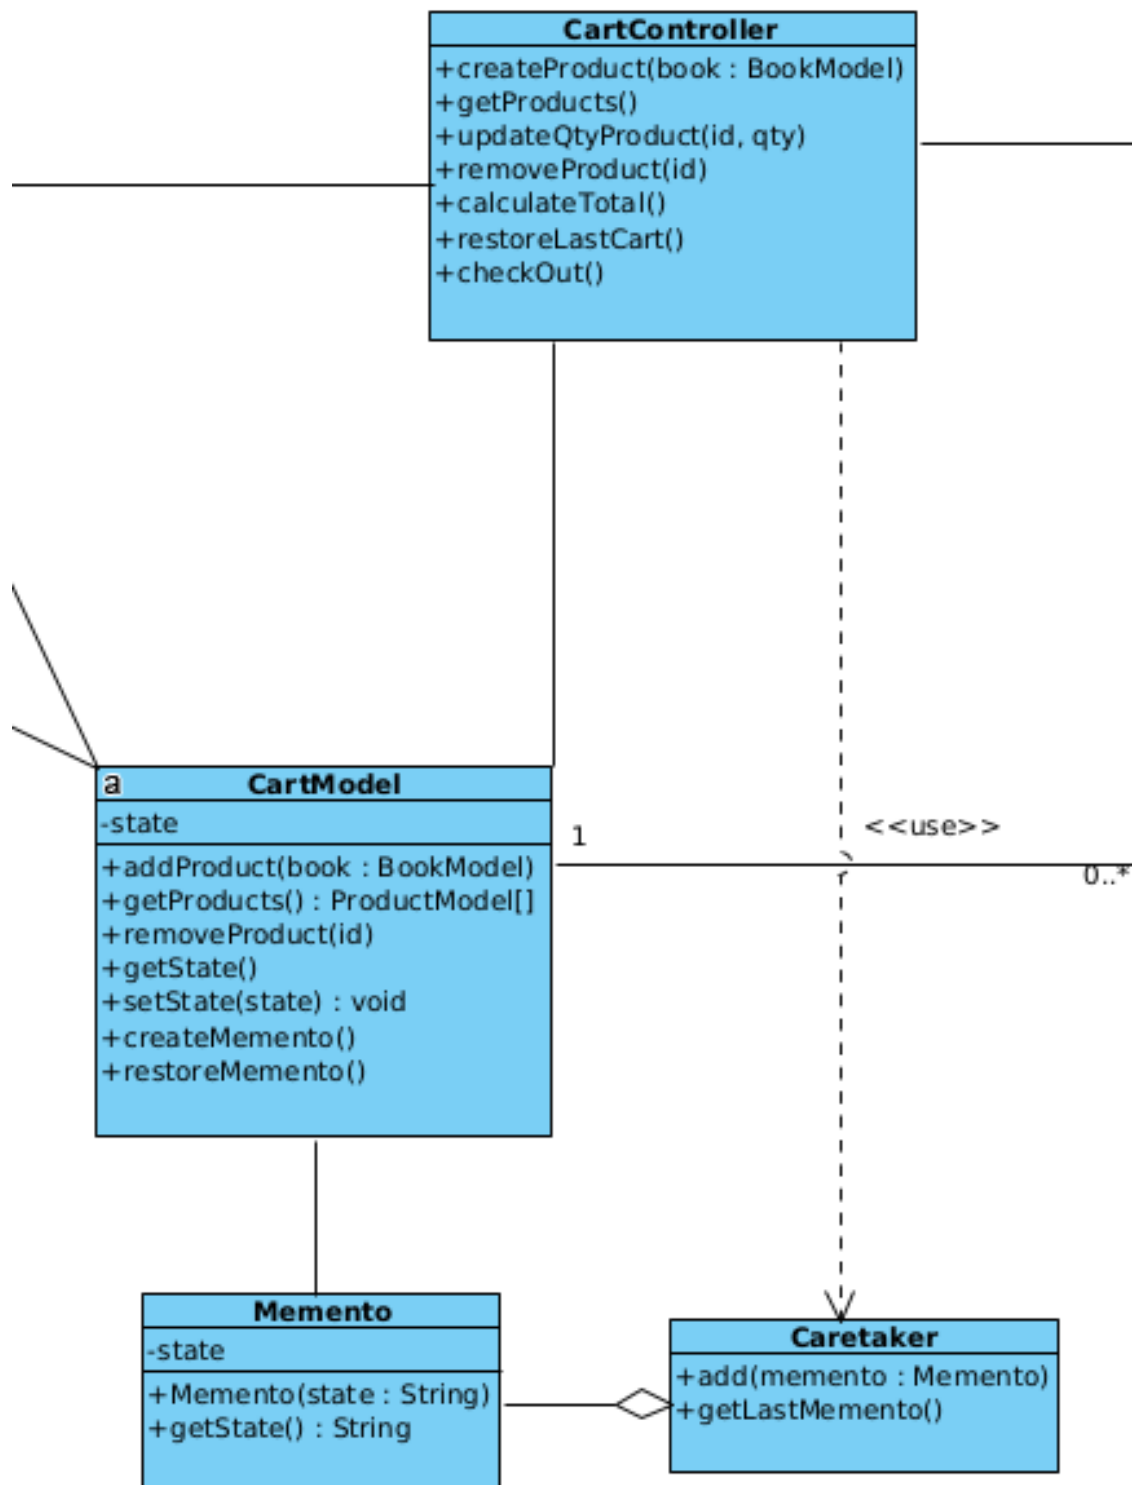 CartController
+createProduct(book : BookModel)
+getProducts()
+updateQtyProduct(id, qty)
+removeProduct(id)
+calculateTotal()
+restoreLastCart()
+checkOut()
a
CartModel
-state
+addProduct(book : BookModel)
+getProducts() : ProductModel[]
+removeProduct(id)
+getState()
+setState(state) : void
+createMemento()
+restoreMemento()
1
<<use>>
0..*
Memento
-state
+Memento(state : String)
+getState() : String
Caretaker
+add(memento : Memento)
+getLastMemento()